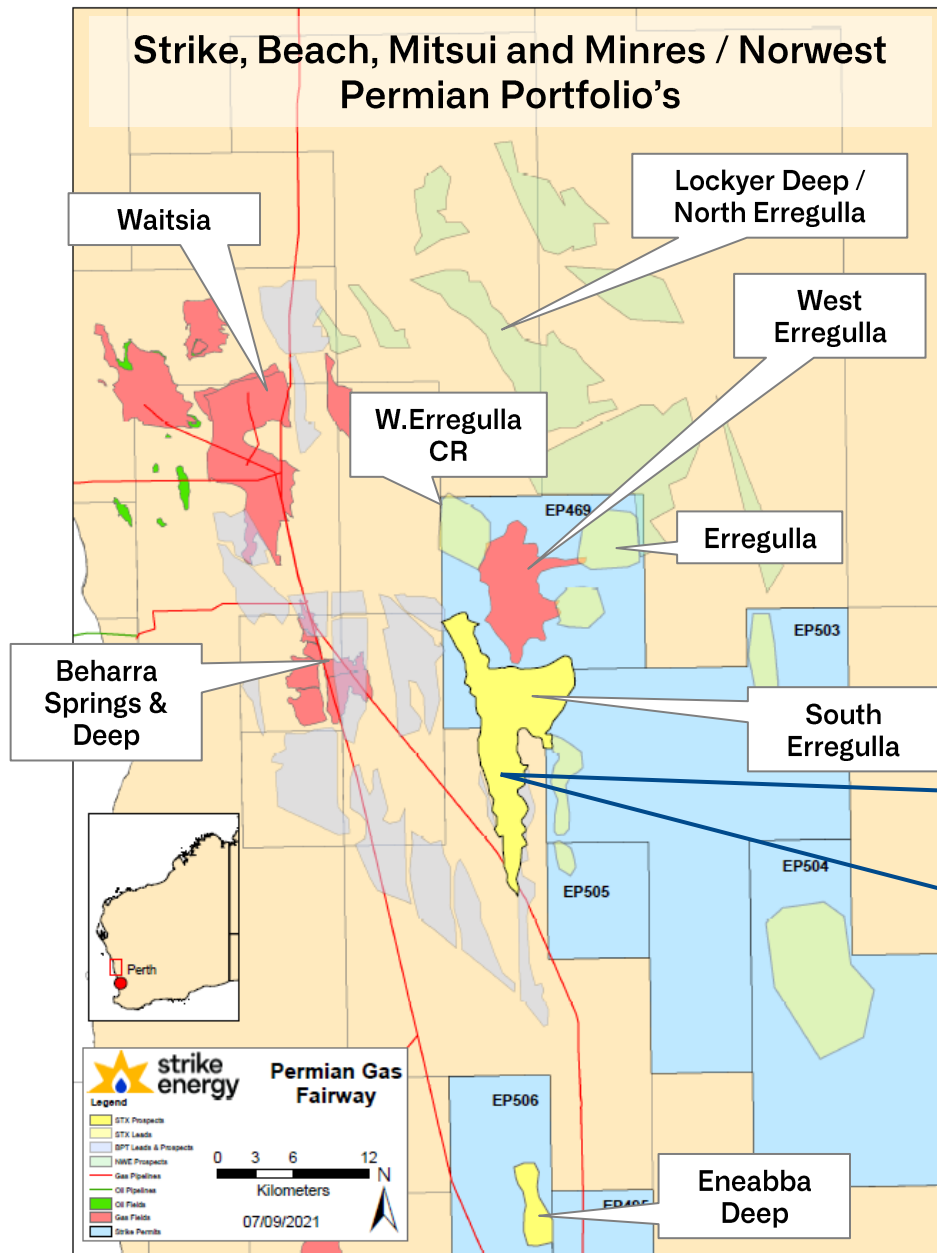 Strike, Beach, Mitsui and Minres / Norwest
Permian Portfolio's
Lockyer Deep /
North Erregulla
Waitsia
West
Erregulla
W.Erregulla
CR
EP469
Erregulla
EP503
Beharra
Springs &
Deep
South
Erregulla
EP504
EP505
Perth
strike
energy
Permian Gas
Fairway
Legend
STX Prospects
STX Leads
BPT Leads & Prospects
NWE Prospects
Gas Pipelines
Oil Pipelines
Oil Fields
Gas Fields
Strike Permits
0 3 6 12
Kilometers
N
07/09/2021
EP506
Eneabba
Deep